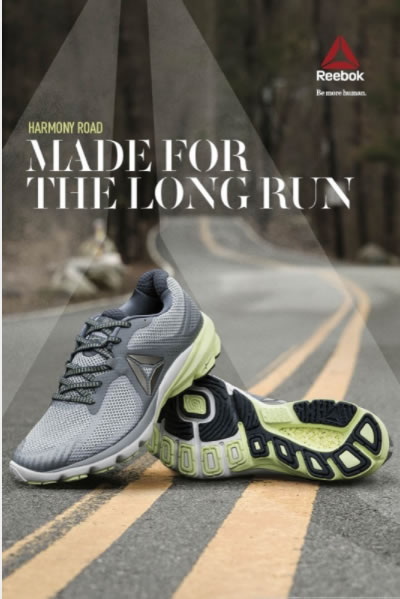 Reebok
Be more human.
HARMONY ROAD
MADE FOR
THE LONG RUN